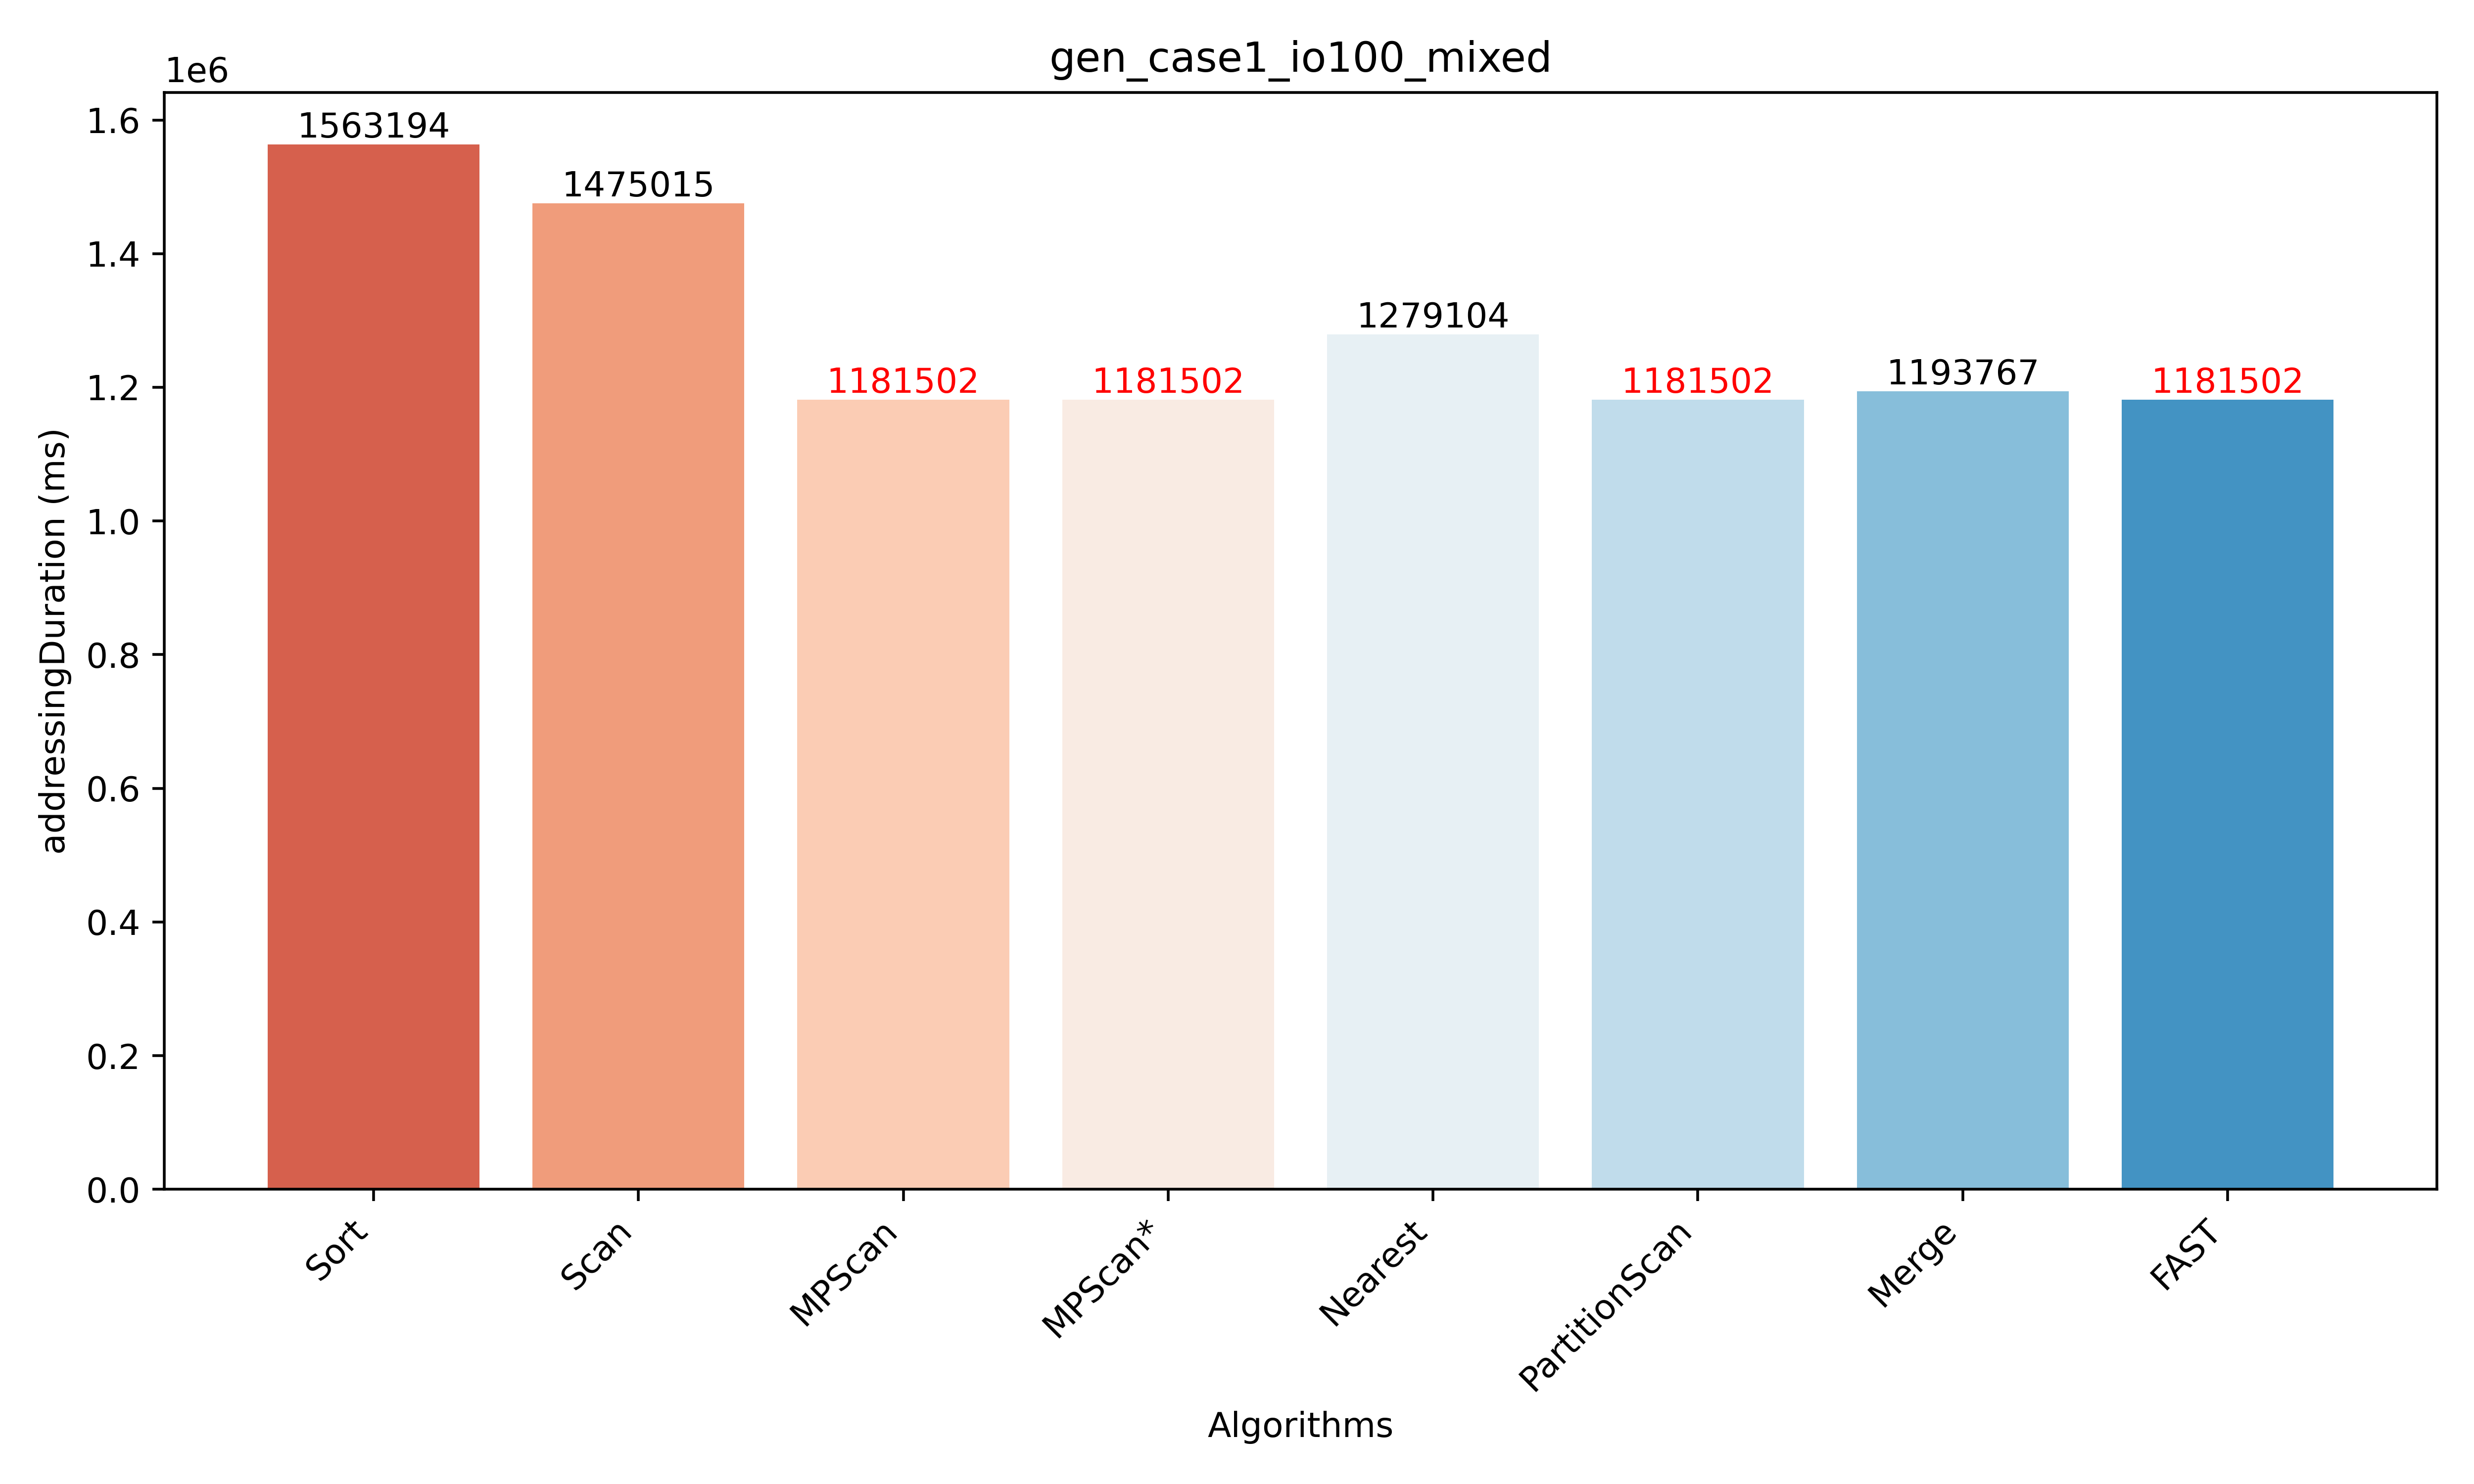 gen_case1_io100_mixed
1e6
1.6
1.4
1.2
1.0
0.8
0.6
0.4
0.2
0.0
addressingDuration (ms)
1563194
1475015
1181502
1181502
1279104
1181502
1193767
1181502
Sort
Scan
MPScan
MPScan*
Nearest
PartitionScan
Merge
FAST
Algorithms